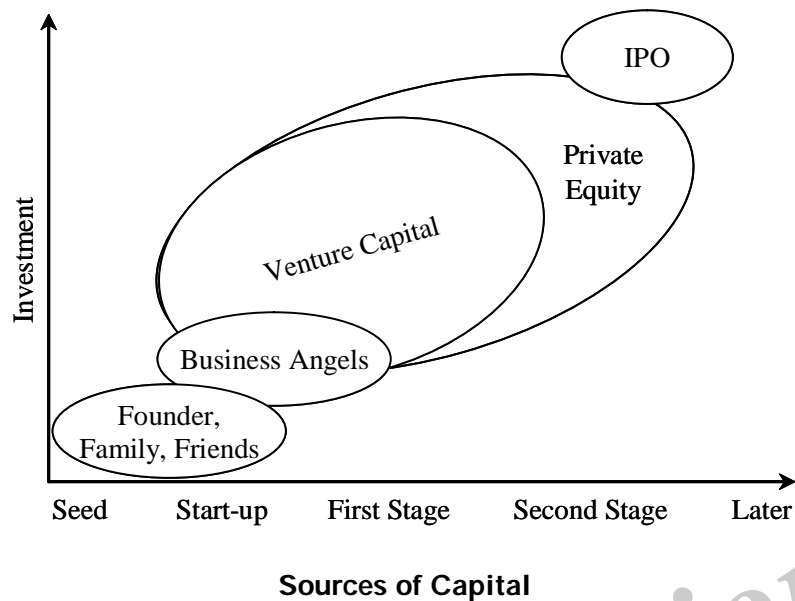 IPO
Private
Equity
Venture Capital
Investment
Business Angels
Founder,
Family, Friends
Seed Start-up First Stage Second Stage Later
Sources of Capital